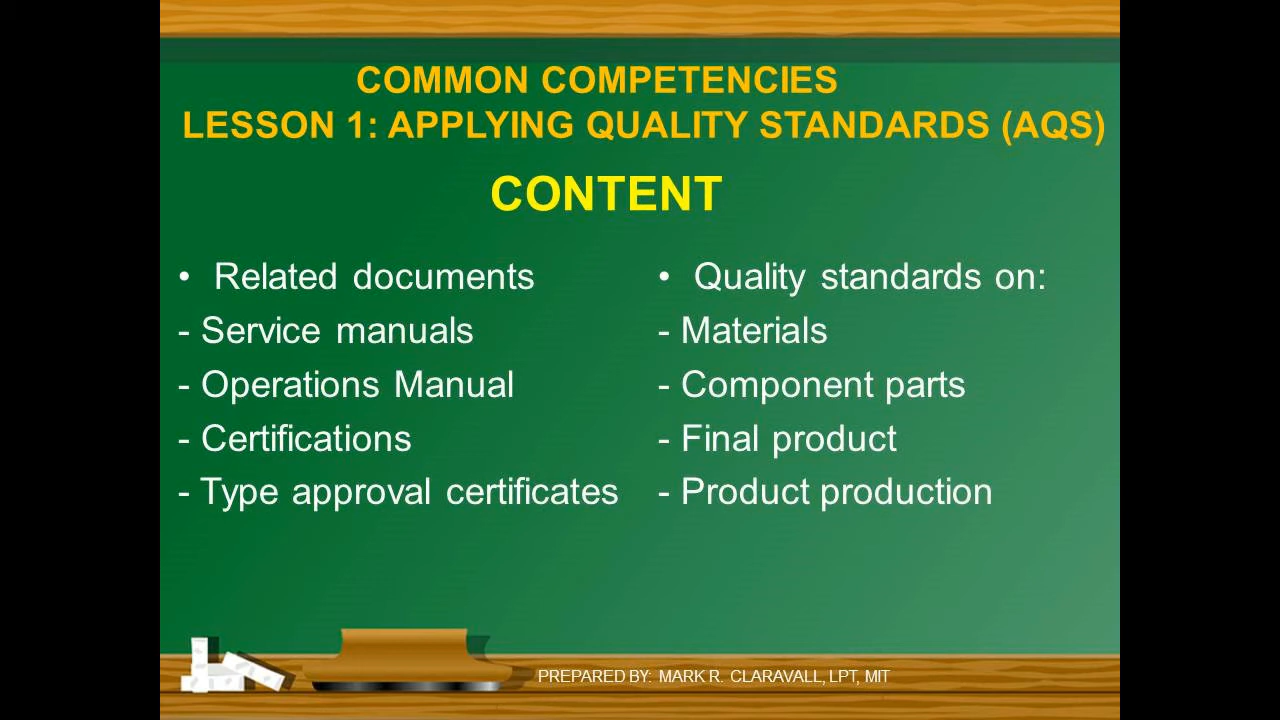 COMMON COMPETENCIES
LESSON 1: APPLYING QUALITY STANDARDS (AQS)
CONTENT
• Related documents
- Service manuals
- Operations Manual
- Certifications
- Type approval certificates
• Quality standards on:
- Materials
- Component parts
- Final product
- Product production
PREPARED BY: MARK R. CLARAVALL, LPT, MIT